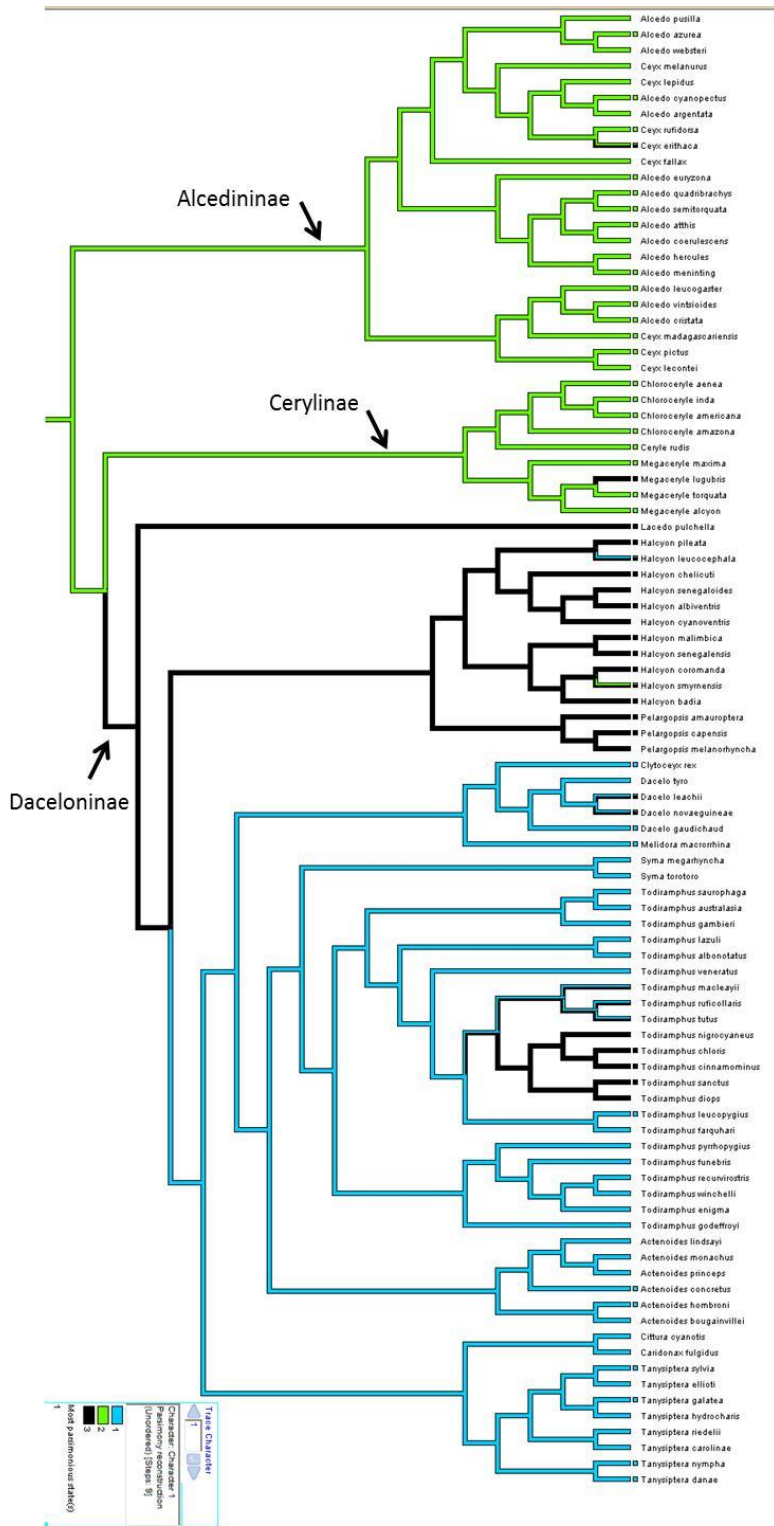 Alcedo pusilla
Alcedo azurea
Alcedo websteri
Ceyx melanurus
Ceyx lepidus
Alcedo cyanopectus
Alcedo argentata
Ceyx rufidorsa
Ceyx erithaca
Ceyx fallax
Alcedo euryzona
Alcedininae
Alcedo quadribrachys
Alcedo semitorquata
Alcedo atthis
Alcedo coerulescens
Alcedo hercules
Alcedo meninting
Alcedo leucogaster
Alcedo vintsioides
Alcedo cristata
Ceyx madagascariensis
Ceyx pictus
Ceyx lecontei
Chloroceryle aenea
Cerylinae
Chloroceryle inda
Chloroceryle americana
Chloroceryle amazona
Ceryle rudis
Megaceryle maxima
Megaceryle lugubris
Megaceryle torquata
Megaceryle alcyon
Lacedo pulchella
Halcyon pileata
Halcyon leucocephala
Halcyon chelicuti
Halcyon senegaloides
Halcyon albiventris
Halcyon cyanoventris
Halcyon malimbica
Halcyon senegalensis
Halcyon coromanda
Halcyon smyrnensis
Halcyon badia
Pelargopsis amauroptera
Pelargopsis capensis
Pelargopsis melanorhyncha
Clytoceyx rex
Dacelo tyro
Dacelo leachii
Daceloninae
Dacelo novaeguineae
Dacelo gaudichaud
Melidora macrorrhina
Syma megarhyncha
Syma torotoro
Todiramphus saurophaga
Todiramphus australasia
Todiramphus gambieri
Todiramphus lazuli
Todiramphus albonotatus
Todiramphus veneratus
Todiramphus macleayii
Todiramphus ruficollaris
Todiramphus tutus
Todiramphus nigrocyaneus
Todiramphus chloris
Todiramphus cinnamominus
Todiramphus sanctus
Todiramphus diops
Todiramphus leucopygius
Todiramphus farquhari
Todiramphus pyrrhopygius
Todiramphus funebris
Todiramphus recurvirostris
Todiramphus winchelli
Todiramphus enigma
Todiramphus godeffroyi
Actenoides lindsayi
Actenoides monachus
Actenoides princeps
Actenoides concretus
Actenoides hombroni
Actenoides bougainvillei
Cittura cyanotis
Caridonax fulgidus
Tanysiptera sylvia
Tanysiptera ellioti
Tanysiptera galatea
Tanysiptera hydrocharis
Tanysiptera riedelii
Tanysiptera carolinae
Tanysiptera nympha
Tanysiptera danae
Trace Character
1
Character: Character 1
Parsimony reconstruction
(Unordered) [Steps: 9]
1
2
3
Most parsimonious state(s)
1